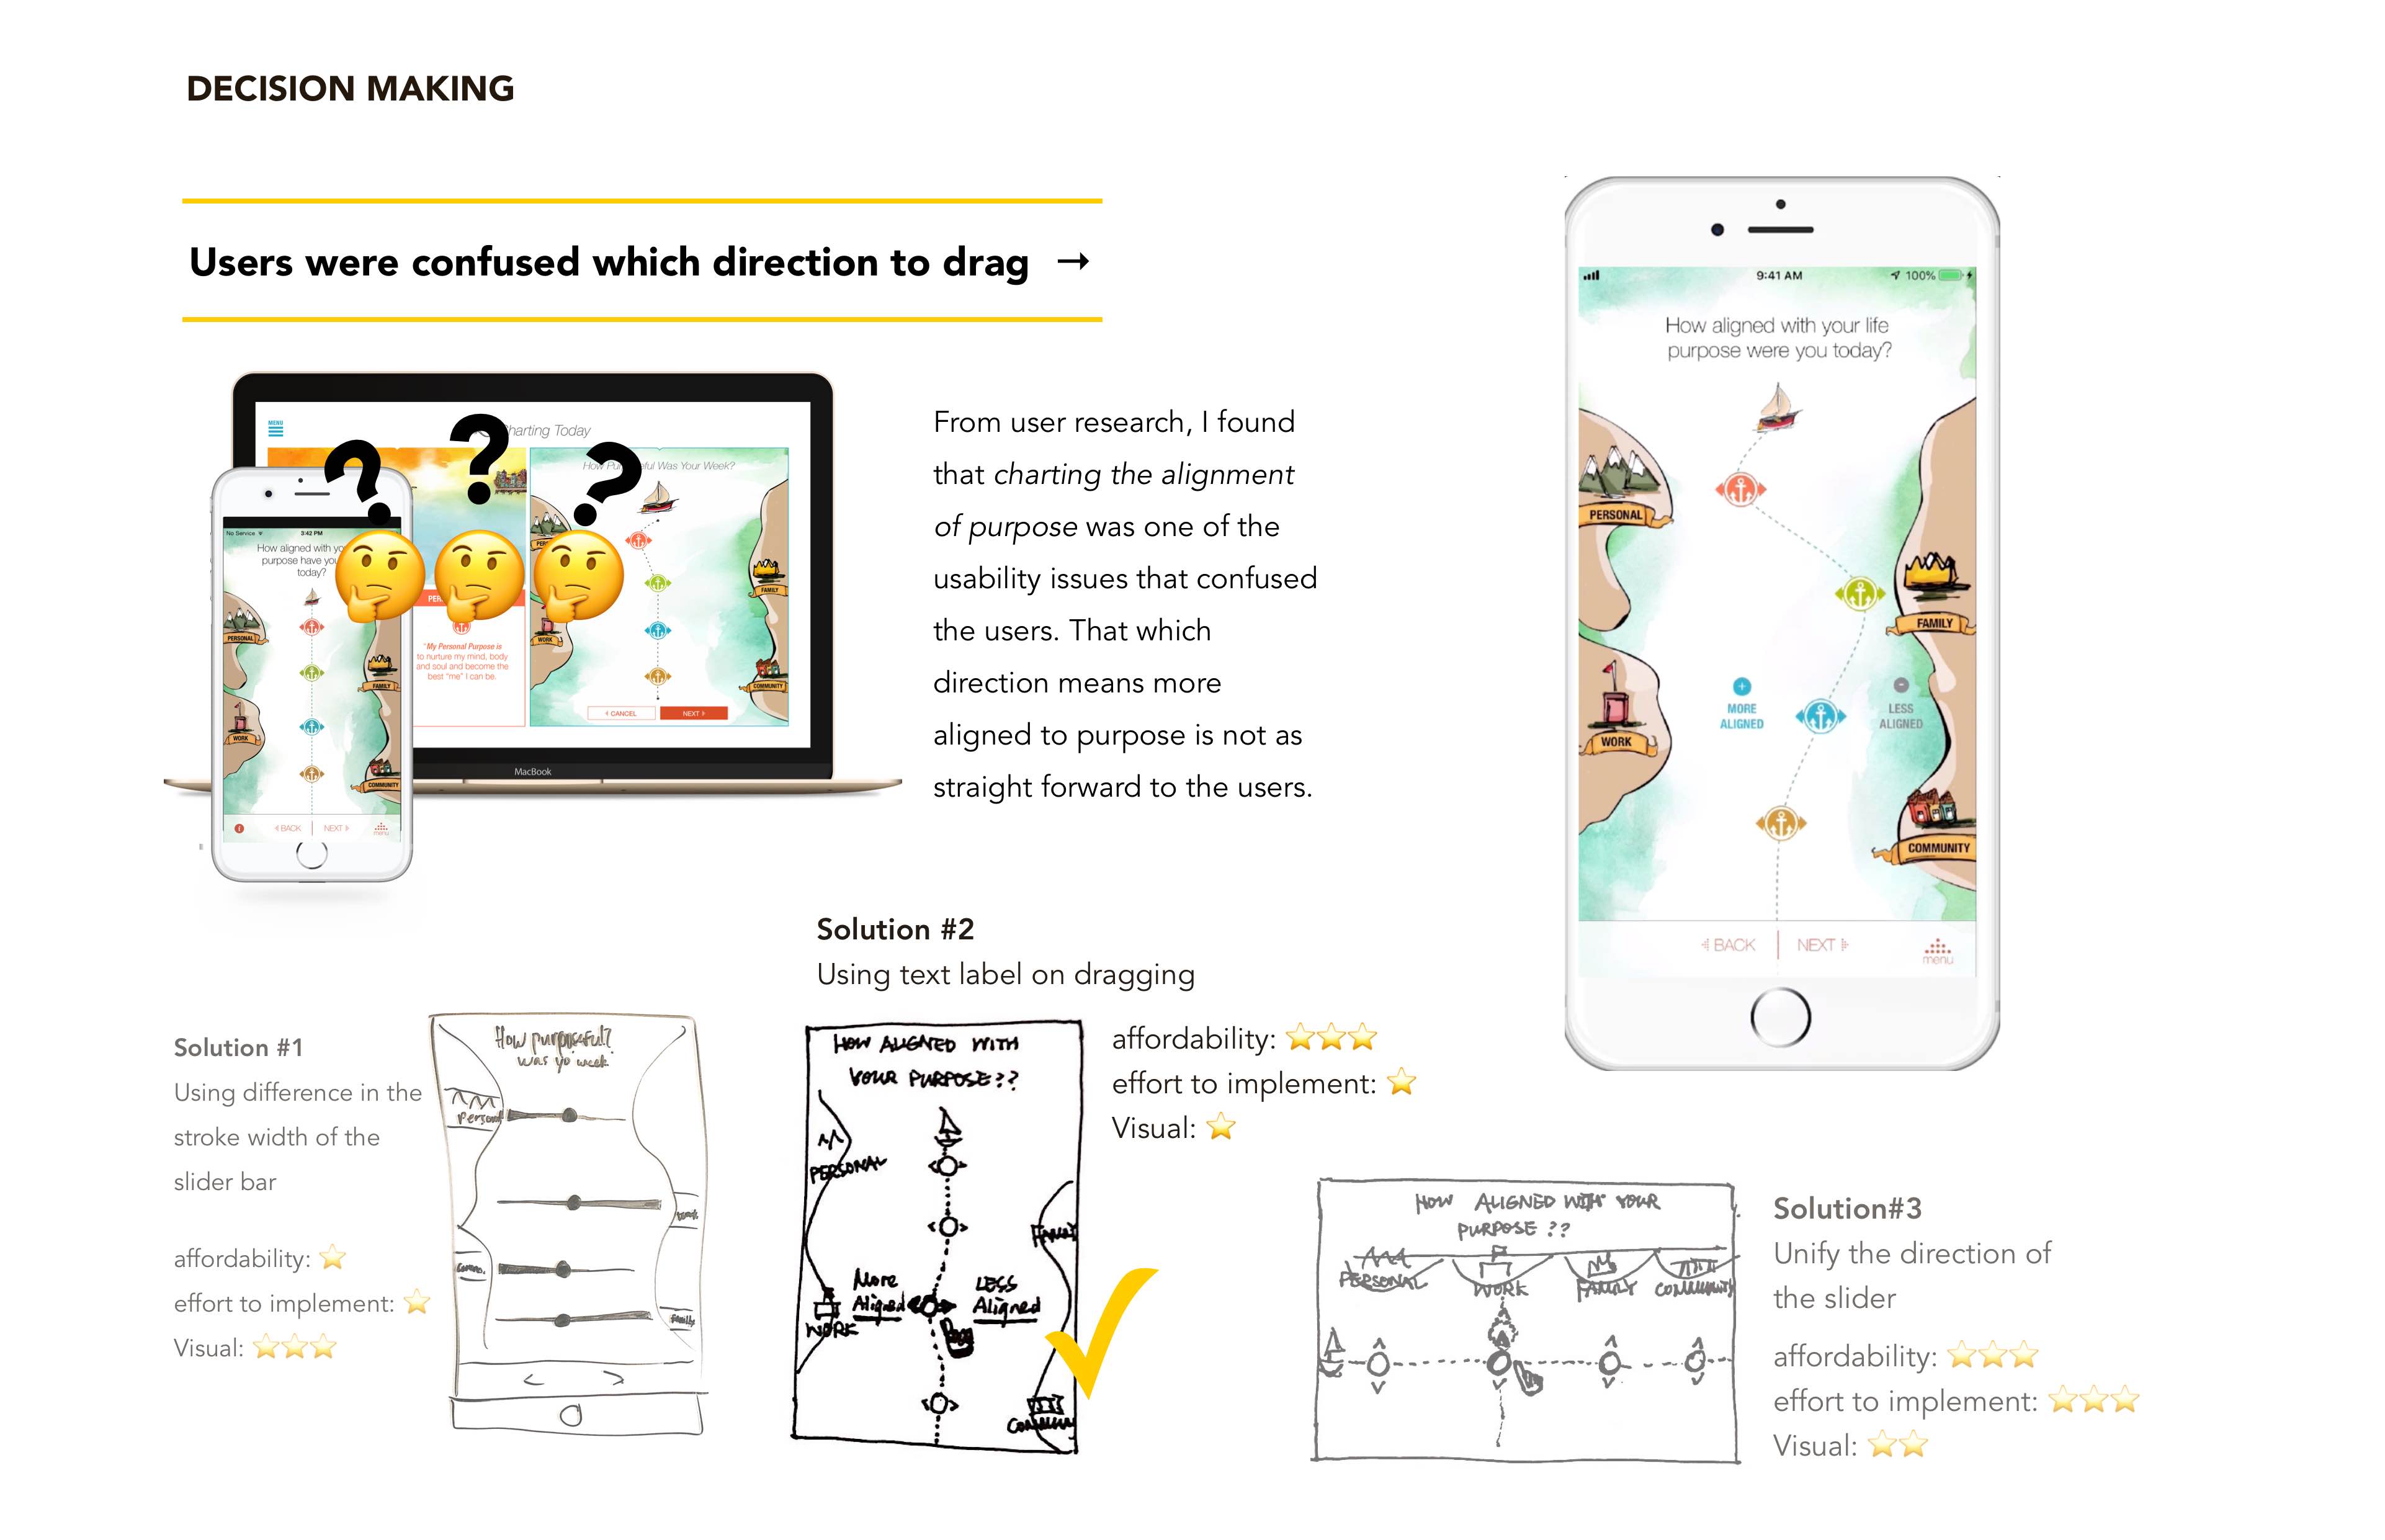 DECISION MAKING
Users were confused which direction to drag →
MENU
Charting Today
How Pur
ful Was Your Week?
FAMILY
WORK
COMMUNITY
"My Personal Purpose is
to nurture my mind, body
and soul and become the
best "me" I can be.
CANCEL
NEXT
MacBook
No Service
3:42 PM
How aligned with yo
purpose have you
today?
PERSONAL
FAMILY
WORK
COMMUNITY
BACK
NEXT
menu
From user research, I found
that charting the alignment
of purpose was one of the
usability issues that confused
the users. That which
direction means more
aligned to purpose is not as
straight forward to the users.
9:41 AM
100%
How aligned with your life
purpose were you today?
PERSONAL
FAMILY
MORE
ALIGNED
LESS
ALIGNED
WORK
COMMUNITY
BACK
NEXT
menu
Solution #1
Using difference in the
stroke width of the
slider bar
affordability: ⭐
effort to implement: ⭐
Visual: ⭐⭐⭐
How purposeful?
was yo week
Person
Solution #2
Using text label on dragging
HOW ALIGNED WITH
YOUR PURPOSE??
PERSONAL
More
Aligned
LESS
Aligned
WORK
affordability: ⭐⭐⭐
effort to implement: ⭐
Visual: ⭐
HOW ALIGNED WITH YOUR
PURPOSE ??
PERSONAL
WORK
FAMILY
COMMUNITY
Solution#3
Unify the direction of
the slider
affordability: ⭐⭐⭐
effort to implement: ⭐⭐⭐
Visual: ⭐⭐